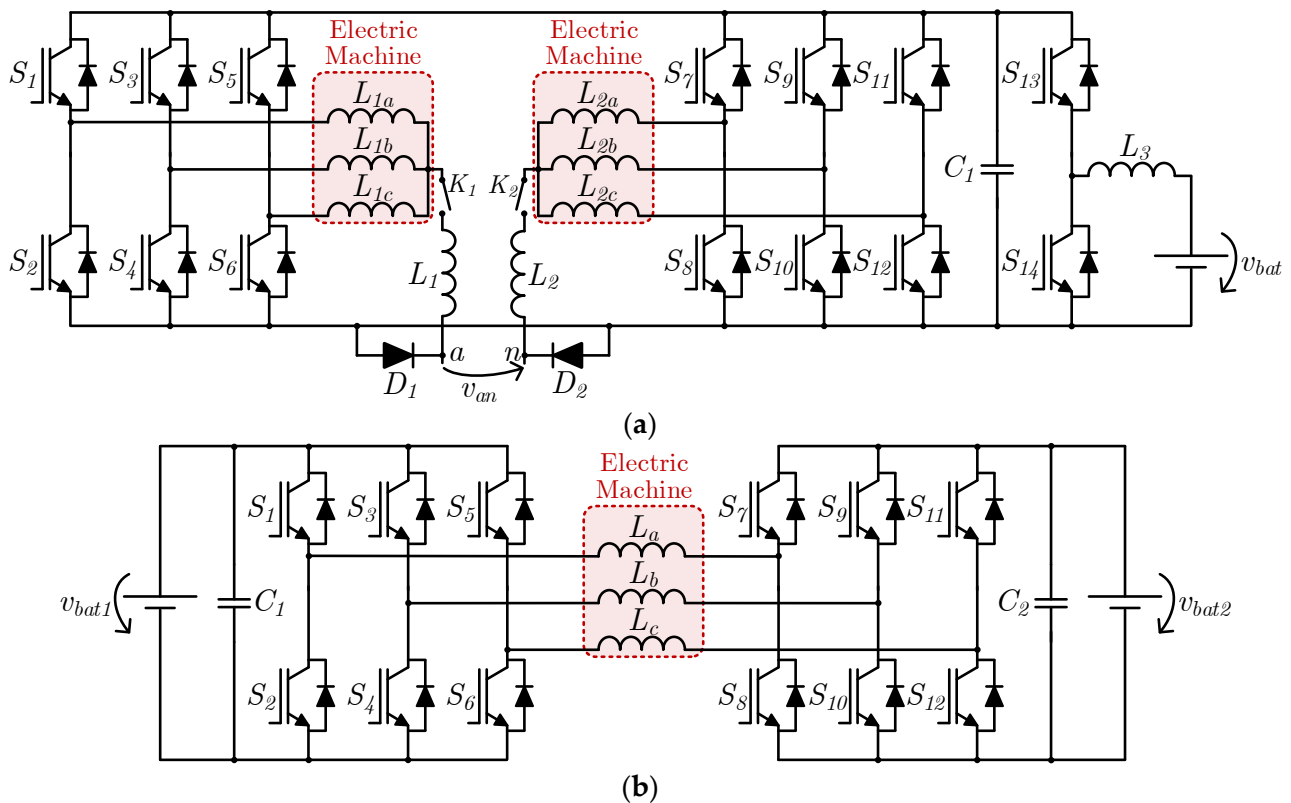 Electric Machine
Electric Machine
S1
S3
S5
L1a
L1b
L1c
K1
K2
L2a
L2b
L2c
S7
S9
S11
S13
C1
L3
S2
S4
S6
L1
L2
S8
S10
S12
S14
vbat
D1
a
van
n
D2
(a)
Electric Machine
S1
S3
S5
La
Lb
Lc
S7
S9
S11
vbat1
C1
C2
vbat2
S2
S4
S6
S8
S10
S12
(b)